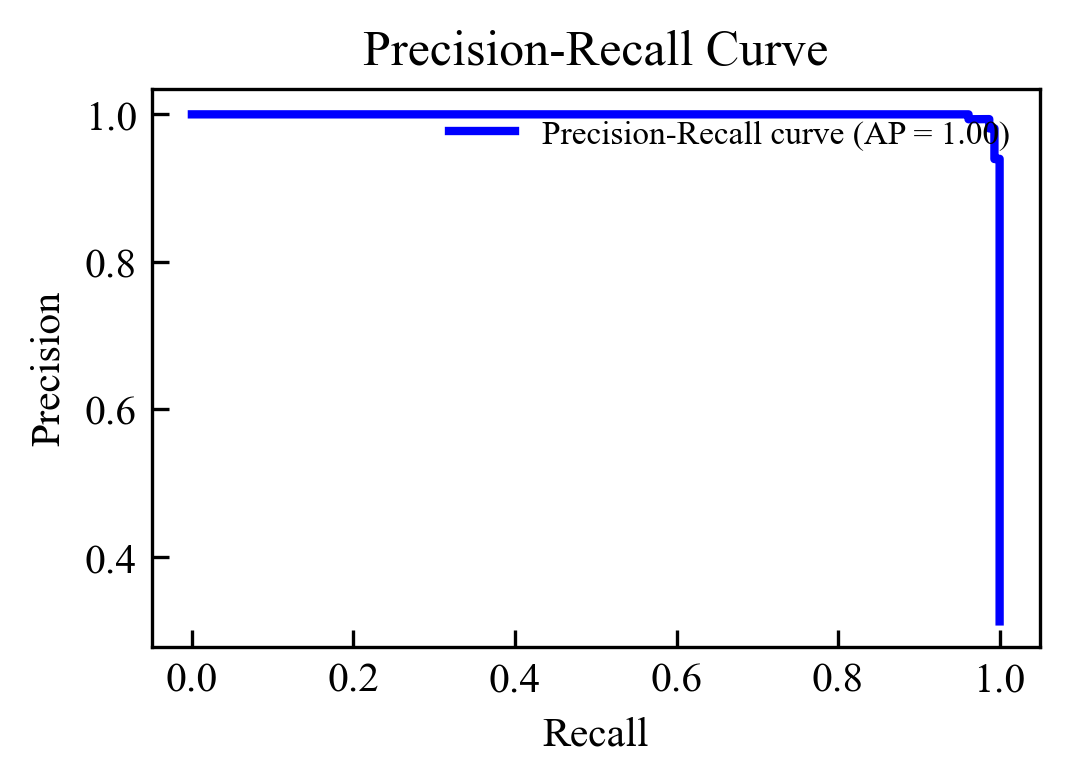 Precision-Recall Curve
1.0
Precision-Recall curve (AP = 1.00)
0.8
Precision
0.6
0.4
0.0 0.2 0.4 0.6 0.8 1.0
Recall